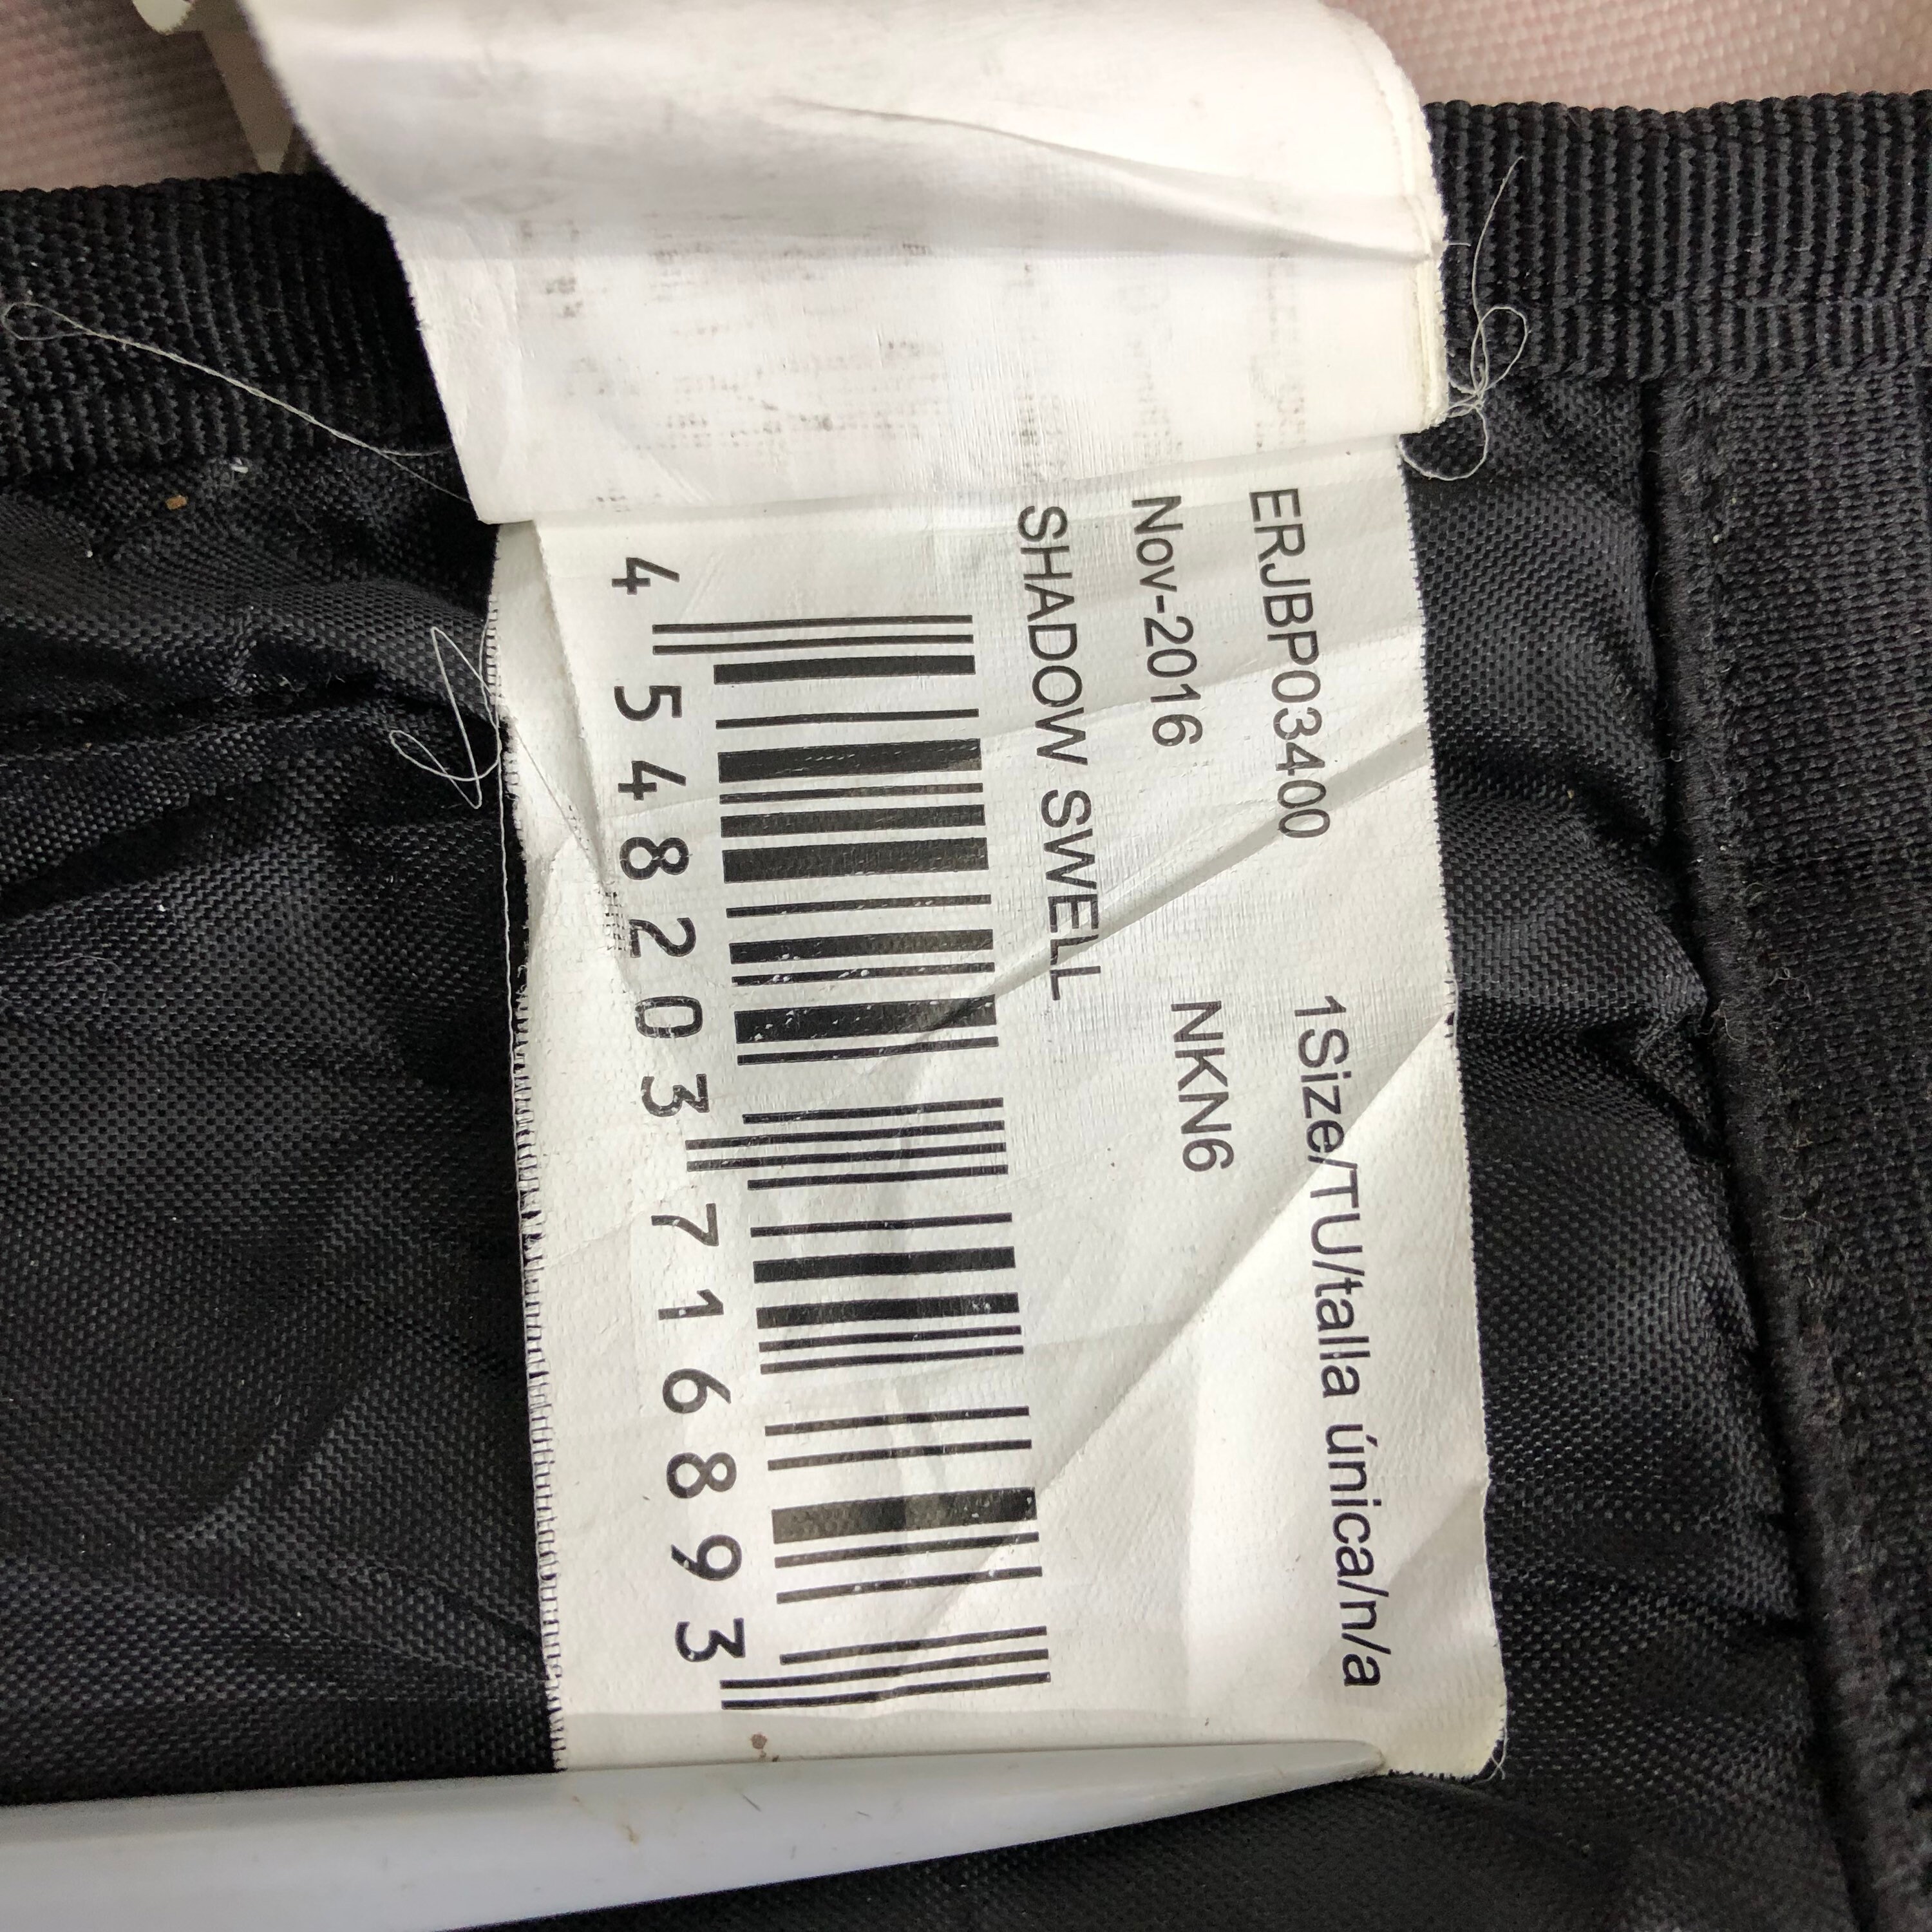 ERJBP03400 1Size/TU/talla única/n/a
Nov-2016 NKN6
SHADOW SWELL
4 548203 716893